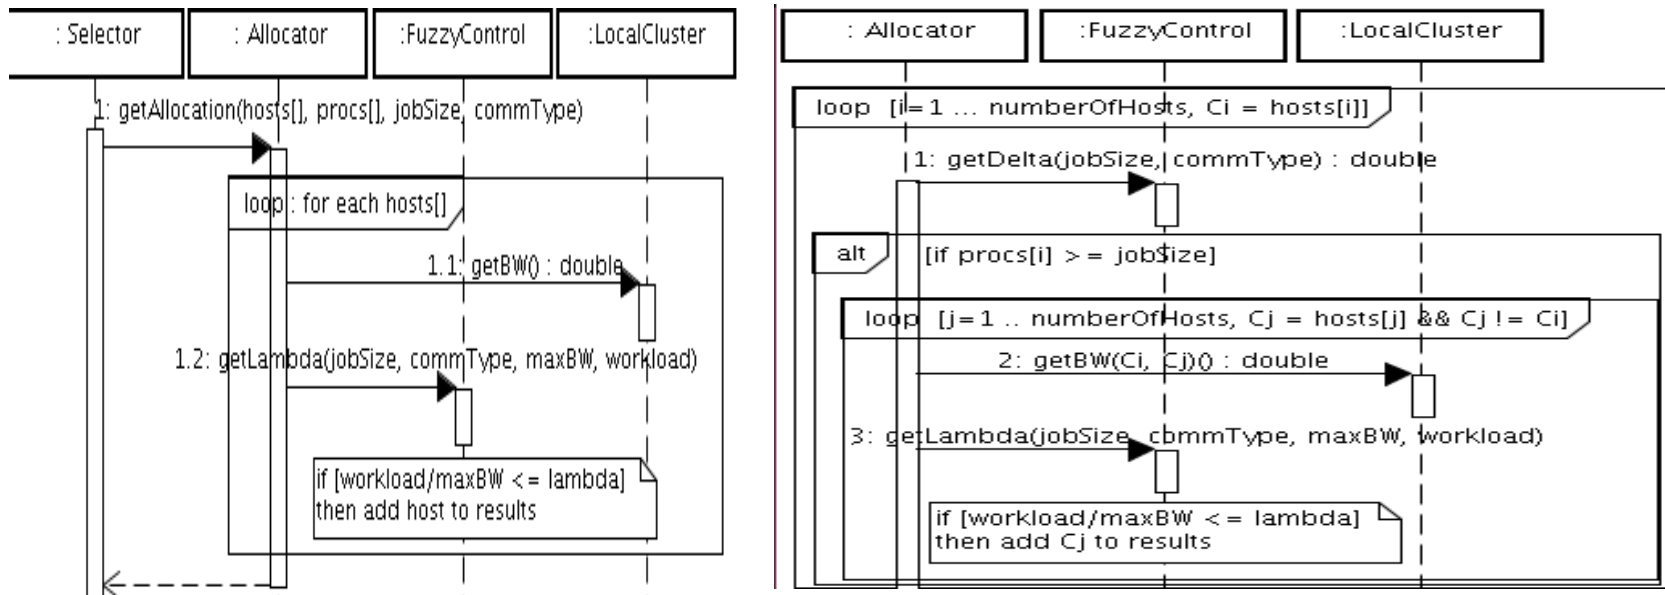 : Selector
: Allocator
:FuzzyControl
:LocalCluster
1: getAllocation(hosts[], procs[], jobSize, commType)
loop : for each hosts[]
1.1: getBW() : double
1.2: getLambda(jobSize, commType, maxBW, workload)
if [workload/maxBW <= lambda]
then add host to results
: Allocator
:FuzzyControl
:LocalCluster
loop [i=1 ... numberOfHosts, Ci = hosts[i]]
1: getDelta(jobSize, commType) : double
alt [if procs[i] >= jobSize]
loop [j=1 .. numberOfHosts, Cj = hosts[j] && Cj != Ci]
2: getBW(Ci, Cj)() : double
3: getLambda(jobSize, commType, maxBW, workload)
if [workload/maxBW <= lambda]
then add Cj to results